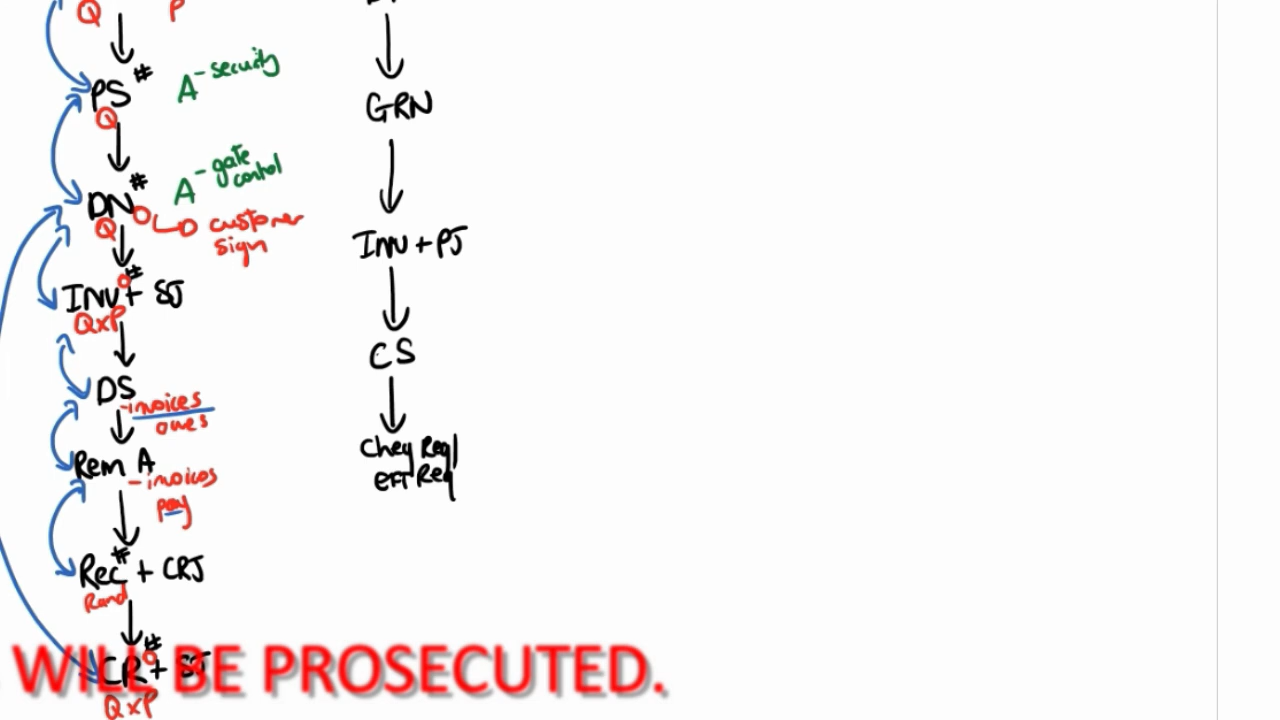 Q P
PS #
A - security
Q
DN #
A - gate
control
Q
customer
sign
INV # + SJ
QxP
DS
- invoices
owes
Rem A
- invoices
pay
Rec # + CRJ
Rand
CR # + SJ
QxP
GRN
INV + PJ
CS
Cheq Req/
EFT Req
WILL BE PROSECUTED.